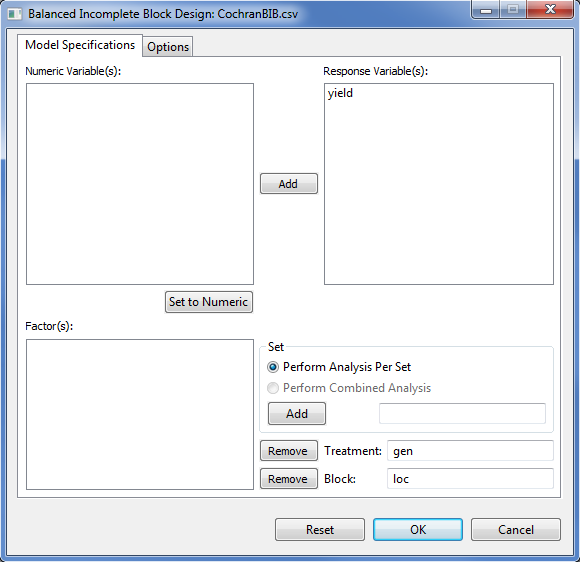 Balanced Incomplete Block Design: CochranBIB.csv
Model Specifications Options
Numeric Variable(s): Response Variable(s):
yield
Add
Set to Numeric
Factor(s):
Set
Perform Analysis Per Set
Perform Combined Analysis
Add
Remove Treatment: gen
Remove Block: loc
Reset OK Cancel